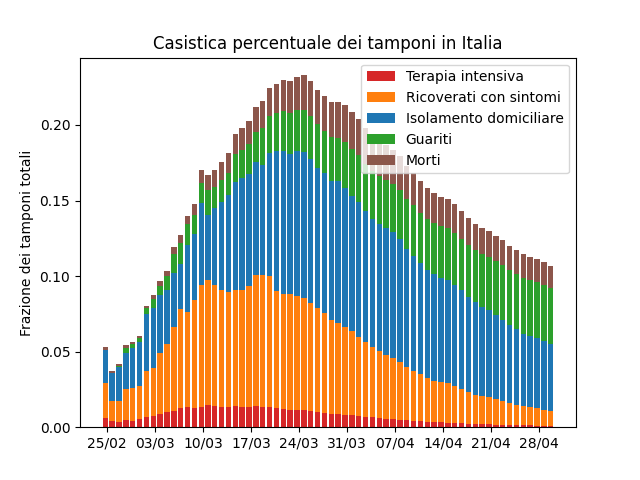 Casistica percentuale dei tamponi in Italia
Terapia intensiva
Ricoverati con sintomi
Isolamento domiciliare
Guariti
Morti
Frazione dei tamponi totali
0.20
0.15
0.10
0.05
0.00
25/02 03/03 10/03 17/03 24/03 31/03 07/04 14/04 21/04 28/04